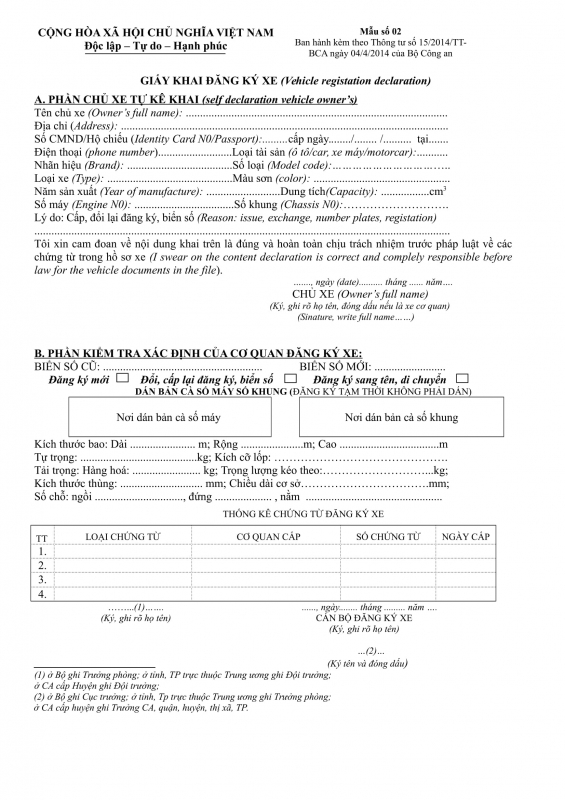 CỘNG HÒA XÃ HỘI CHỦ NGHĨA VIỆT NAM
Độc lập – Tự do – Hạnh phúc
Mẫu số 02
Ban hành kèm theo Thông tư số 15/2014/TT-
BCA ngày 04/4/2014 của Bộ Công an
GIẤY KHAI ĐĂNG KÝ XE (Vehicle registation declaration)
A. PHẦN CHỦ XE TỰ KÊ KHAI (self declaration vehicle owner's)
Tên chủ xe (Owner's full name): ..........................................................................................
Địa chỉ (Address): ................................................................................................................
Số CMND/Hộ chiếu (Identity Card N0/Passport):.........cấp ngày......../........ /.......... tại.......
Điện thoại (phone number)..........................Loại tài sản (ô tô/car, xe máy/motorcar):...........
Nhãn hiệu (Brand): .....................................Số loại (Model code):…………………………..
Loại xe (Type): ............................................Màu sơn (color): ................................................
Năm sản xuất (Year of manufacture): ..........................Dung tích(Capacity): .................cm3
Số máy (Engine N0): .................................Số khung (Chassis N0):……………………….
Lý do: Cấp, đổi lại đăng ký, biển số (Reason: issue, exchange, number plates, registation)
................................................................................................................................................
Tôi xin cam đoan về nội dung khai trên là đúng và hoàn toàn chịu trách nhiệm trước pháp luật về các
chứng từ trong hồ sơ xe (I swear on the content declaration is correct and complely responsible before
law for the vehicle documents in the file).
......., ngày (date).......... tháng ...... năm….
CHỦ XE (Owner's full name)
(Ký, ghi rõ họ tên, đóng dấu nếu là xe cơ quan)
(Sinature, write full name……)
B. PHẦN KIỂM TRA XÁC ĐỊNH CỦA CƠ QUAN ĐĂNG KÝ XE:
BIỂN SỐ CŨ: ....................................................... BIỂN SỐ MỚI: .........................
Đăng ký mới Đổi, cấp lại đăng ký, biển số Đăng ký sang tên, di chuyển
DÁN BẢN CÀ SỐ MÁY SỐ KHUNG (ĐĂNG KÝ TẠM THỜI KHÔNG PHẢI DÁN)
Nơi dán bản cà số máy Nơi dán bản cà số khung
Kích thước bao: Dài ....................... m; Rộng ..........................m; Cao ...................................m
Tự trọng: .........................................kg; Kích cỡ lốp: …………………………………….
Tải trọng: Hàng hoá: ........................ kg; Trọng lượng kéo theo:……………………...kg;
Kích thước thùng: ............................. mm; Chiều dài cơ sở……………………….mm;
Số chỗ: ngồi ..............................., đứng .................... , nằm ................................................
THỐNG KÊ CHỨNG TỪ ĐĂNG KÝ XE
TT LOẠI CHỨNG TỪ CƠ QUAN CẤP SỐ CHỨNG TỪ NGÀY CẤP
1.
2.
3.
4.
……..(1)…….
(Ký, ghi rõ họ tên)
......, ngày........ tháng ......... năm ….
CÁN BỘ ĐĂNG KÝ XE
(Ký, ghi rõ họ tên)
…(2)…
(Ký tên và đóng dấu)
(1) ở Bộ ghi Trưởng phòng; ở tỉnh, TP trực thuộc Trung ương ghi Đội trưởng;
ở CA cấp Huyện ghi Đội trưởng;
(2) ở Bộ ghi Cục trưởng; ở tỉnh, Tp trực thuộc Trung ương ghi Trưởng phòng;
ở CA cấp huyện ghi Trưởng CA, quận, huyện, thị xã, TP.